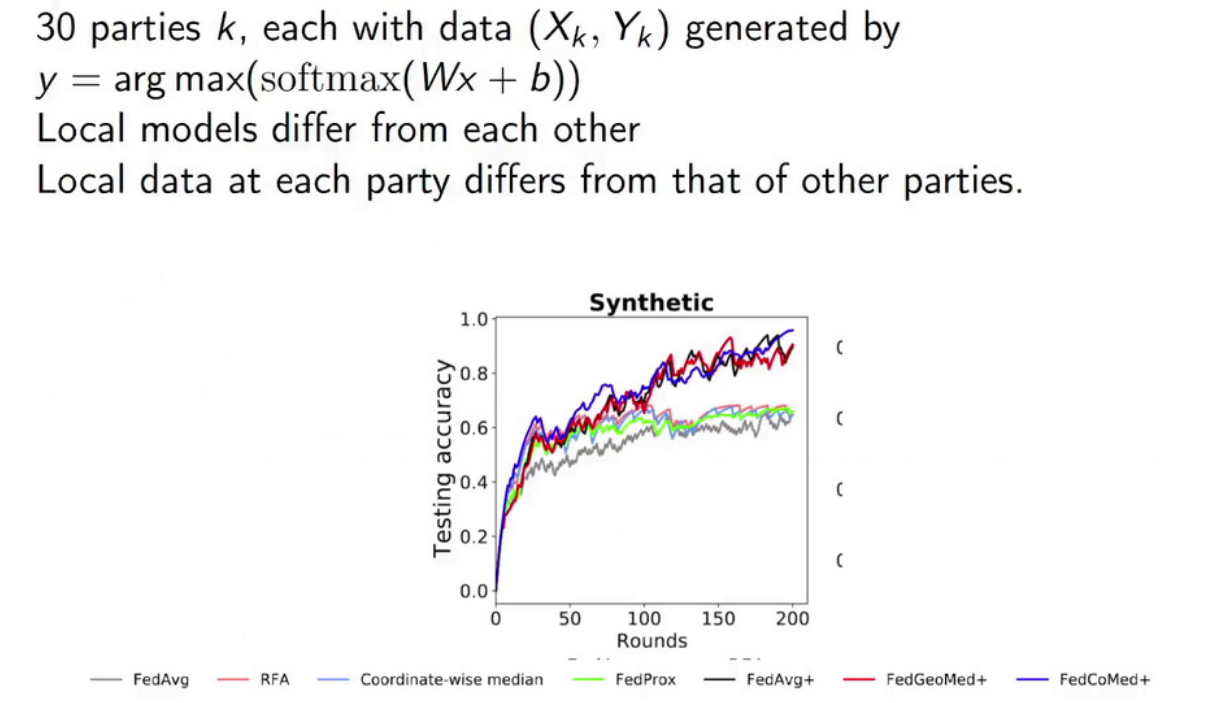 30 parties k, each with data (Xₖ, Yₖ) generated by
y = arg max(softmax(Wx + b))
Local models differ from each other
Local data at each party differs from that of other parties.
Synthetic
Testing accuracy
1.0
0.8
0.6
0.4
0.2
0.0
0 50 100 150 200
Rounds
FedAvg RFA Coordinate-wise median FedProx FedAvg+ FedGeoMed+ FedCoMed+